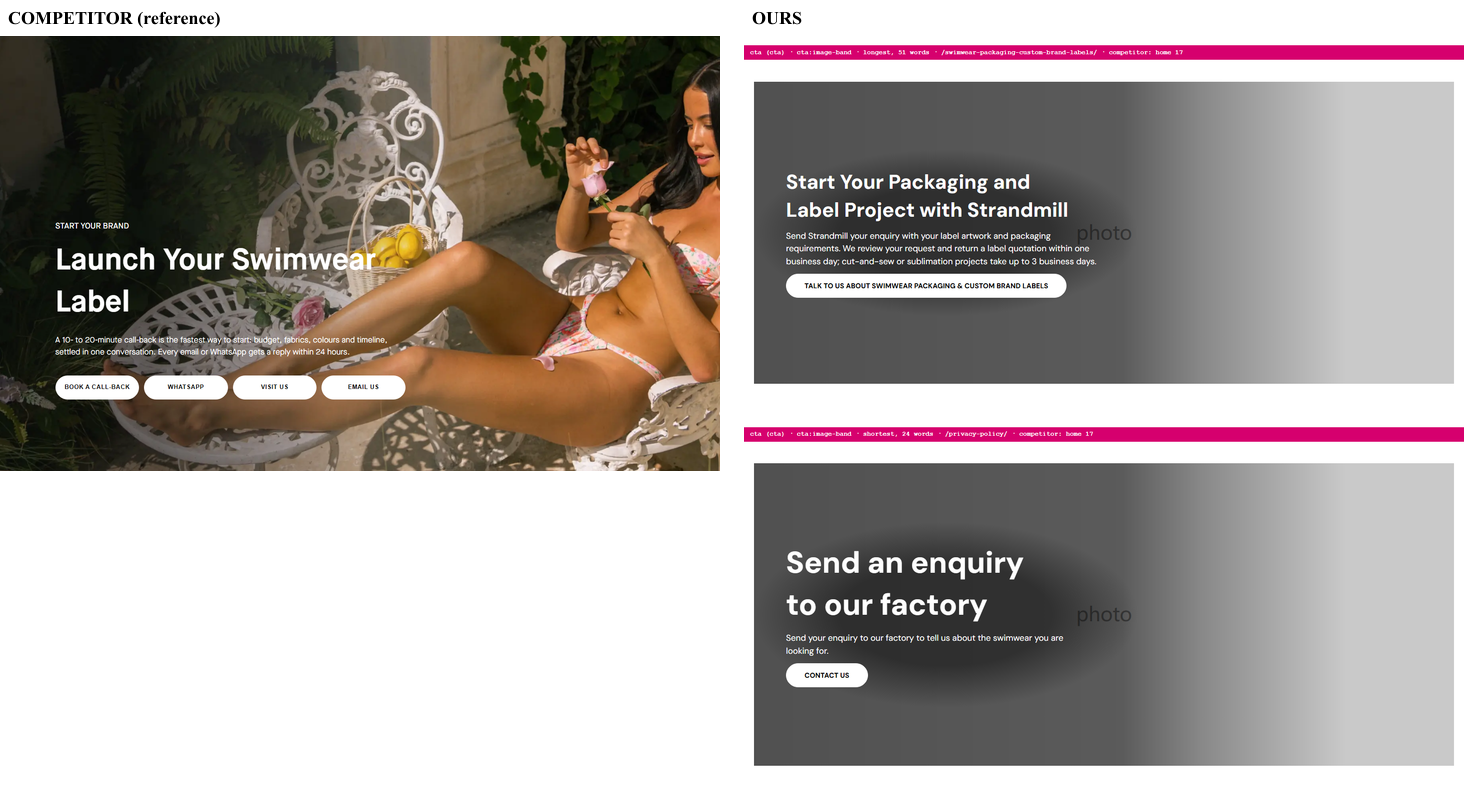 COMPETITOR (reference)
START YOUR BRAND
Launch Your Swimwear
Label
A 10- to 20-minute call-back is the fastest way to start: budget, fabrics, colours and timeline,
settled in one conversation. Every email or WhatsApp gets a reply within 24 hours.
BOOK A CALL-BACK
WHATSAPP
VISIT US
EMAIL US
OURS
cta (cta) · cta:image-band · longest, 51 words · /swimwear-packaging-custom-brand-labels/ · competitor: home 17
Start Your Packaging and
Label Project with Strandmill
Send Strandmill your enquiry with your label artwork and packaging
requirements. We review your request and return a label quotation within one
business day; cut-and-sew or sublimation projects take up to 3 business days.
TALK TO US ABOUT SWIMWEAR PACKAGING & CUSTOM BRAND LABELS
photo
cta (cta) · cta:image-band · shortest, 24 words · /privacy-policy/ · competitor: home 17
Send an enquiry
to our factory
Send your enquiry to our factory to tell us about the swimwear you are
looking for.
CONTACT US
photo